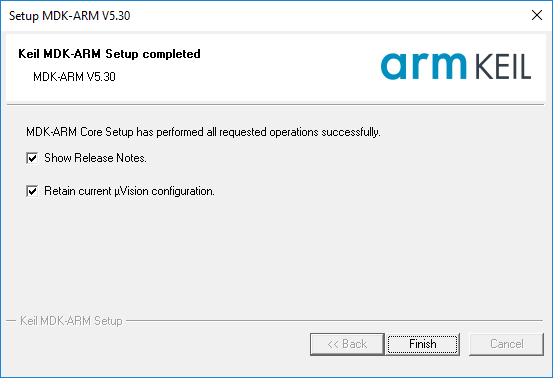 Setup MDK-ARM V5.30
Keil MDK-ARM Setup completed
MDK-ARM V5.30
arm KEIL
MDK-ARM Core Setup has performed all requested operations successfully.
Show Release Notes.
Retain current µVision configuration.
Keil MDK-ARM Setup
<< Back
Finish
Cancel